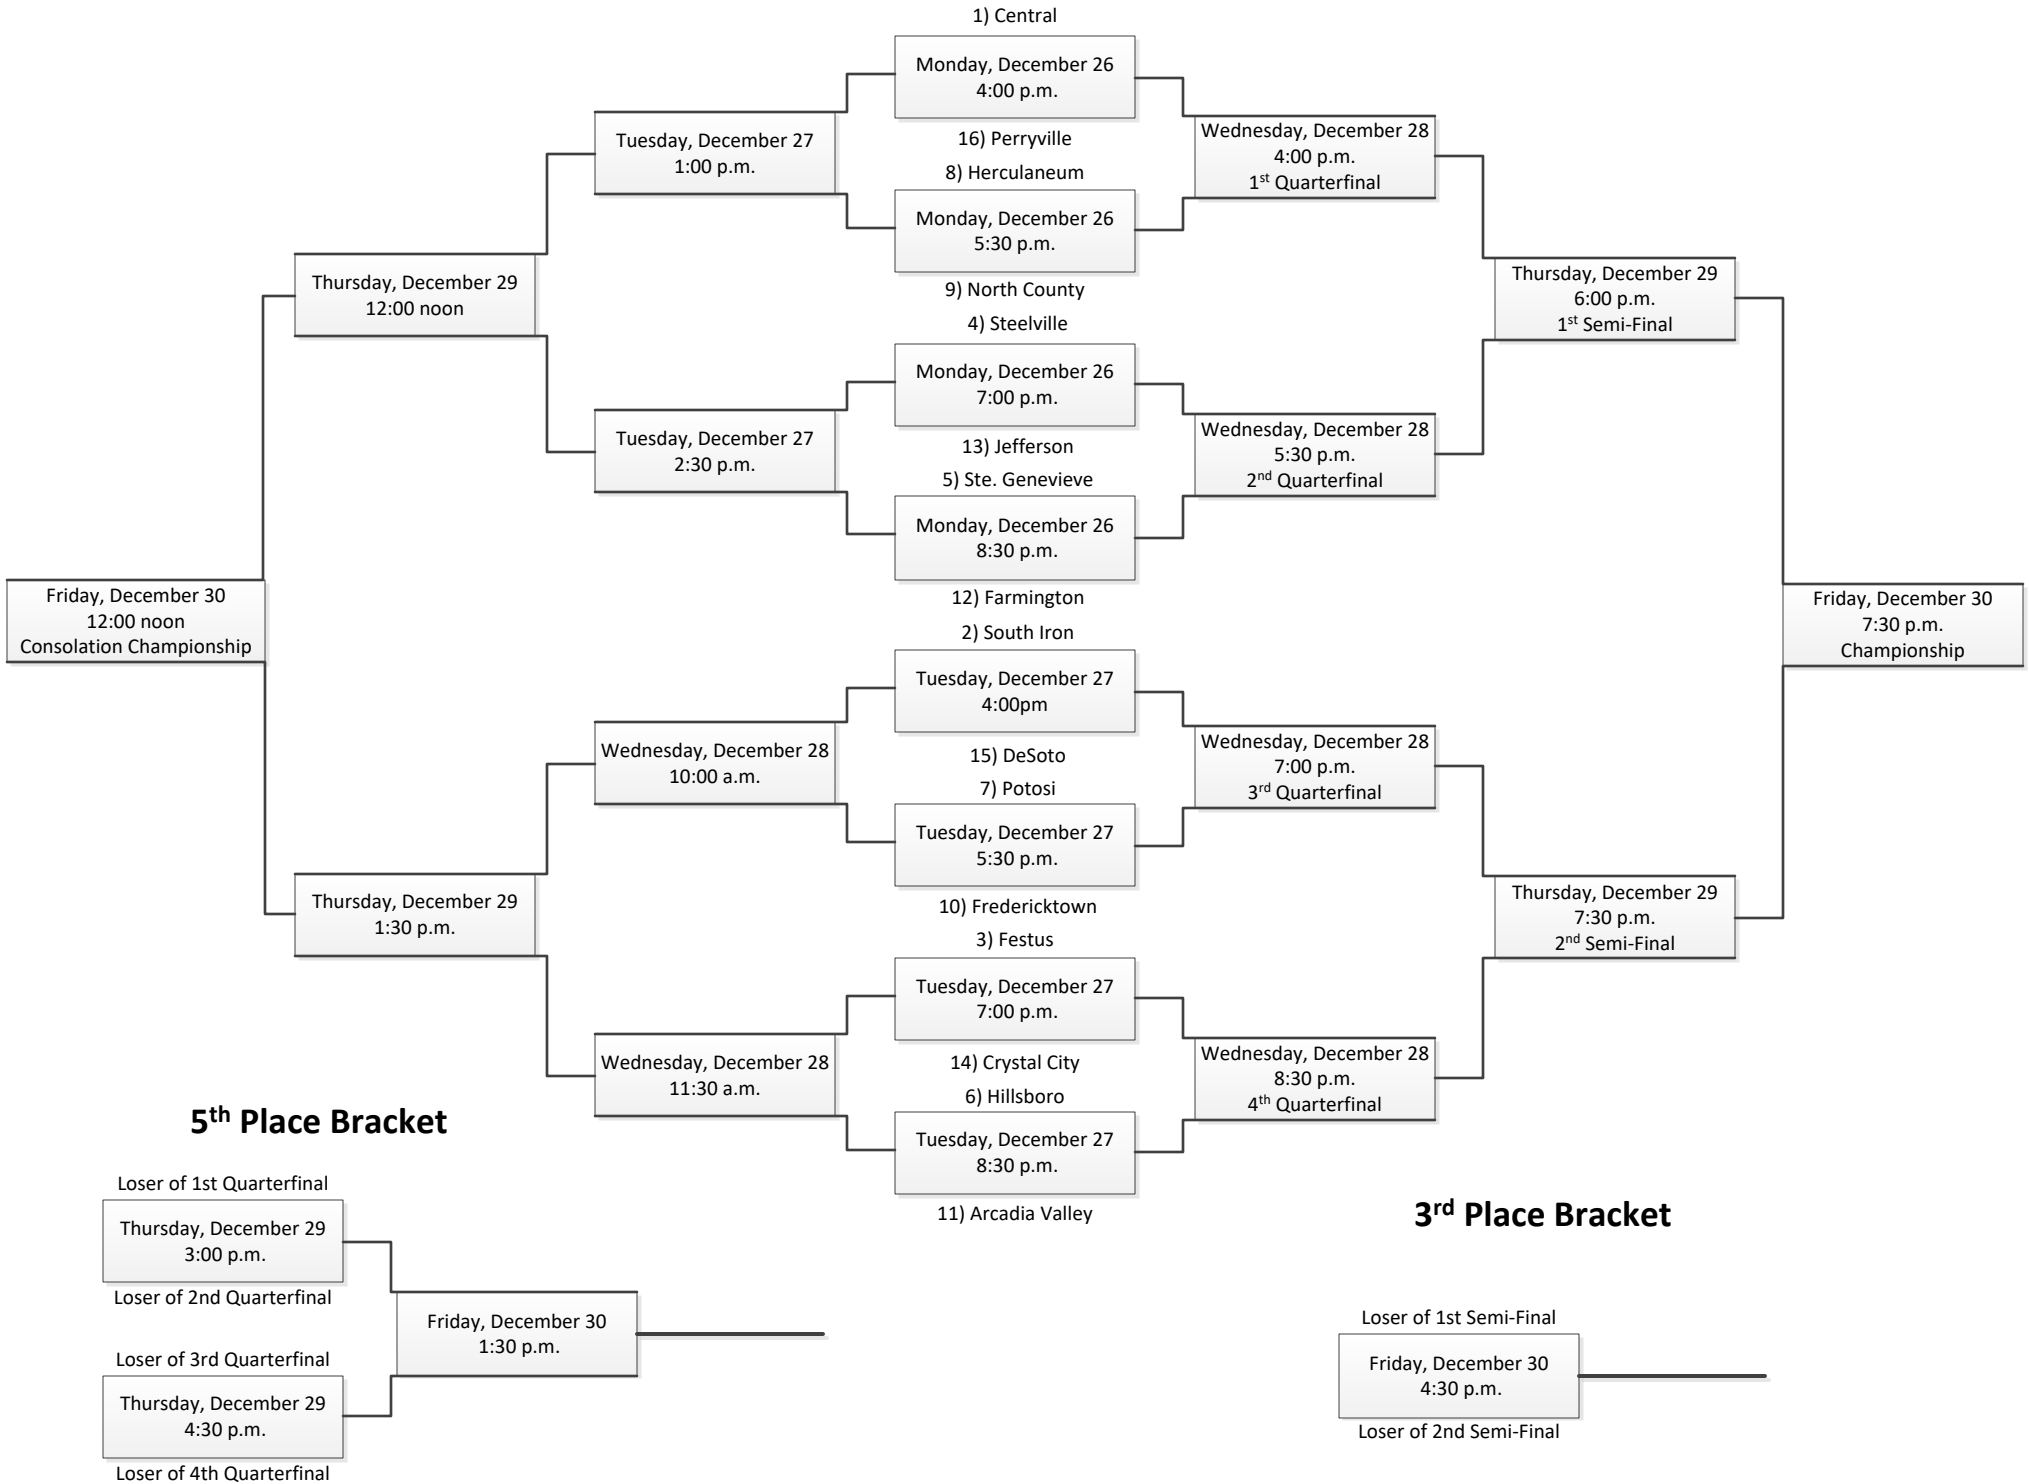 1) Central
Monday, December 26
4:00 p.m.
16) Perryville
8) Herculaneum
Monday, December 26
5:30 p.m.
9) North County
4) Steelville
Monday, December 26
7:00 p.m.
13) Jefferson
5) Ste. Genevieve
Monday, December 26
8:30 p.m.
12) Farmington
2) South Iron
Tuesday, December 27
4:00pm
15) DeSoto
7) Potosi
Tuesday, December 27
5:30 p.m.
10) Fredericktown
3) Festus
Tuesday, December 27
7:00 p.m.
14) Crystal City
6) Hillsboro
Tuesday, December 27
8:30 p.m.
11) Arcadia Valley
Tuesday, December 27
1:00 p.m.
Tuesday, December 27
2:30 p.m.
Wednesday, December 28
10:00 a.m.
Wednesday, December 28
11:30 a.m.
Thursday, December 29
12:00 noon
Thursday, December 29
1:30 p.m.
Friday, December 30
12:00 noon
Consolation Championship
Wednesday, December 28
4:00 p.m.
1st Quarterfinal
Wednesday, December 28
5:30 p.m.
2nd Quarterfinal
Wednesday, December 28
7:00 p.m.
3rd Quarterfinal
Wednesday, December 28
8:30 p.m.
4th Quarterfinal
Thursday, December 29
6:00 p.m.
1st Semi-Final
Thursday, December 29
7:30 p.m.
2nd Semi-Final
Friday, December 30
7:30 p.m.
Championship
5th Place Bracket
Loser of 1st Quarterfinal
Thursday, December 29
3:00 p.m.
Loser of 2nd Quarterfinal
Loser of 3rd Quarterfinal
Thursday, December 29
4:30 p.m.
Loser of 4th Quarterfinal
Friday, December 30
1:30 p.m.
3rd Place Bracket
Loser of 1st Semi-Final
Friday, December 30
4:30 p.m.
Loser of 2nd Semi-Final